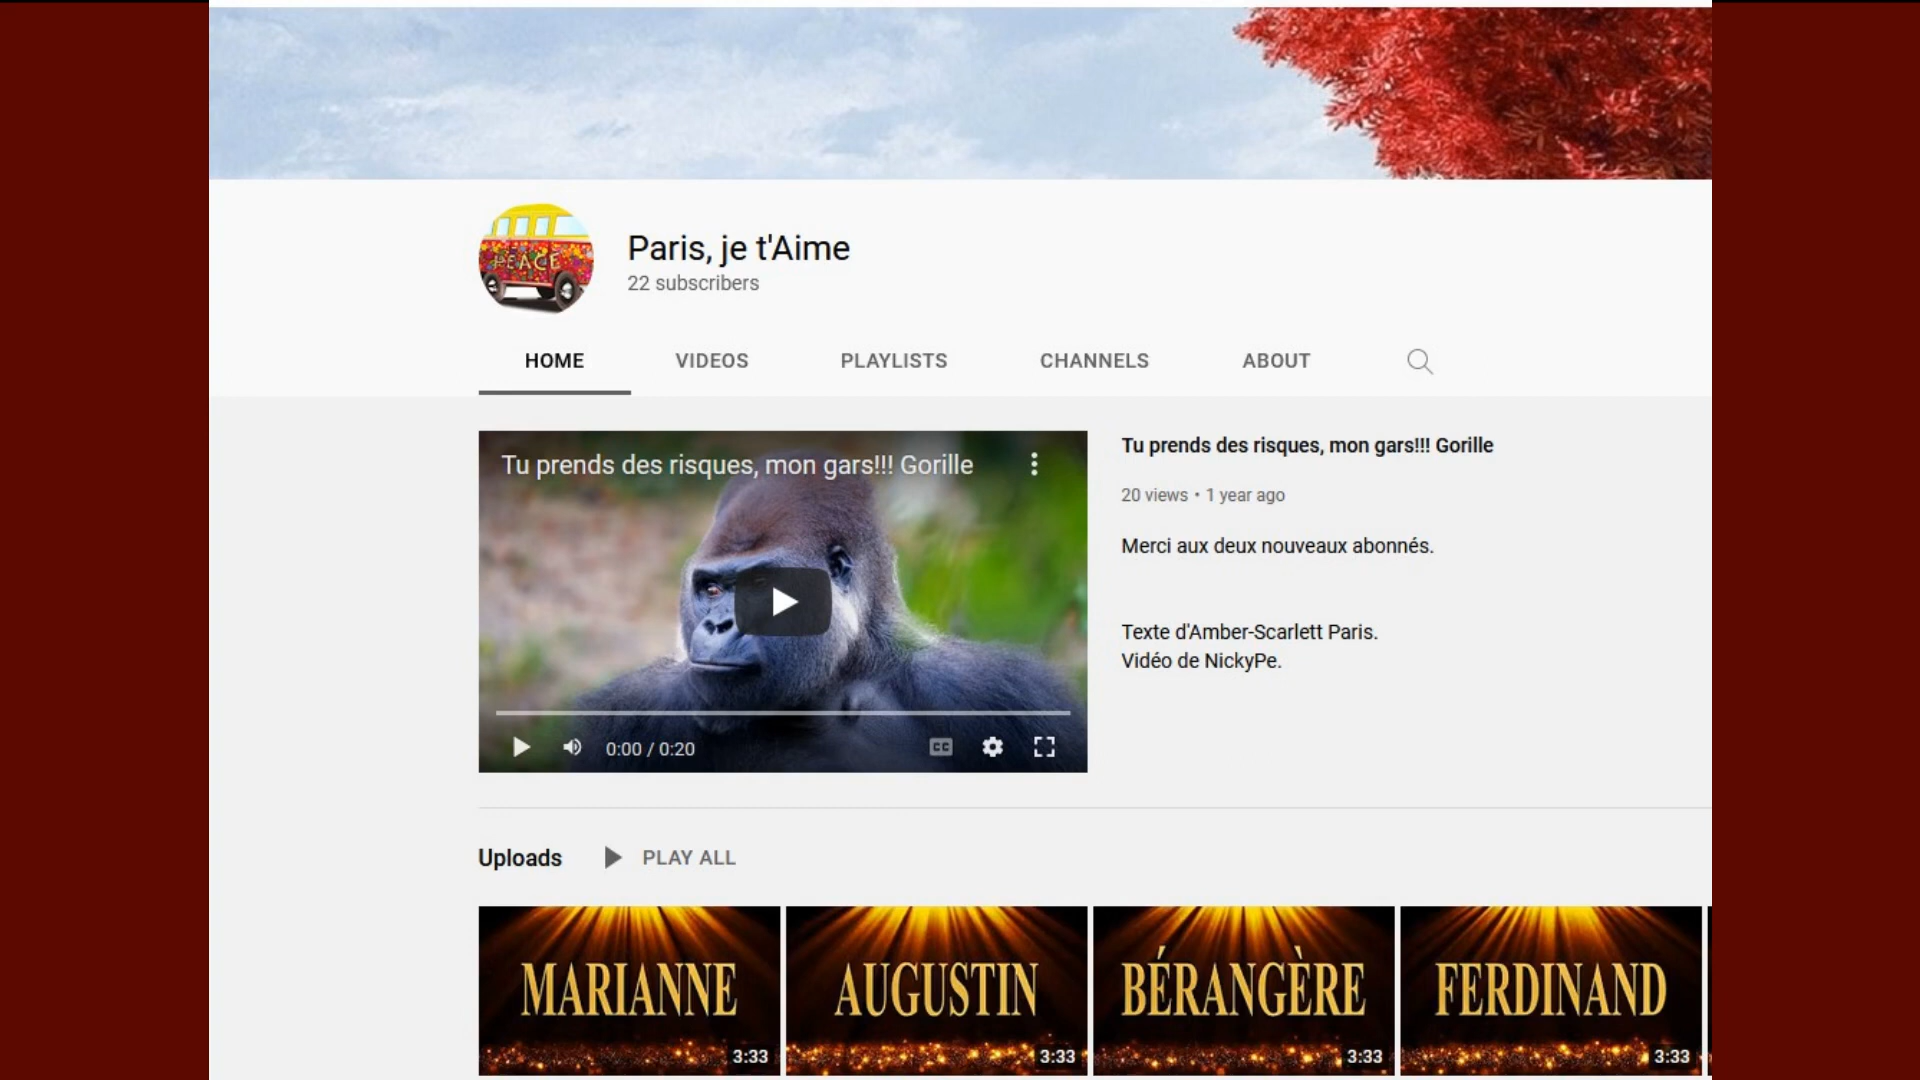 PEACE
Paris, je t'Aime
22 subscribers
HOME
VIDEOS
PLAYLISTS
CHANNELS
ABOUT
Tu prends des risques, mon gars!!! Gorille
0:00 / 0:20
CC
Tu prends des risques, mon gars!!! Gorille
20 views • 1 year ago
Merci aux deux nouveaux abonnés.
Texte d'Amber-Scarlett Paris.
Vidéo de NickyPe.
Uploads
PLAY ALL
MARIANNE
3:33
AUGUSTIN
3:33
BÉRANGÈRE
3:33
FERDINAND
3:33